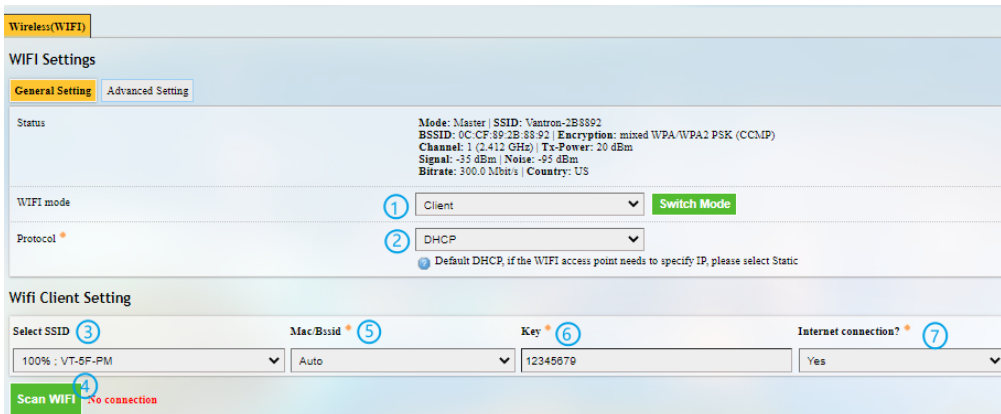 Wireless(WIFI)
WIFI Settings
General Setting Advanced Setting
Status
Mode: Master | SSID: Vantron-2B8892
BSSID: 0C:CF:89:2B:88:92 | Encryption: mixed WPA/WPA2 PSK (CCMP)
Channel: 1 (2.412 GHz) | Tx-Power: 20 dBm
Signal: -35 dBm | Noise: -95 dBm
Bitrate: 300.0 Mbit/s | Country: US
WIFI mode 1 Client Switch Mode
Protocol * 2 DHCP
? Default DHCP, if the WIFI access point needs to specify IP, please select Static
Wifi Client Setting
Select SSID 3 Mac/Bssid * 5 Key * 6 Internet connection? * 7
100% ; VT-5F-PM Auto 12345679 Yes
Scan WIFI 4 No connection